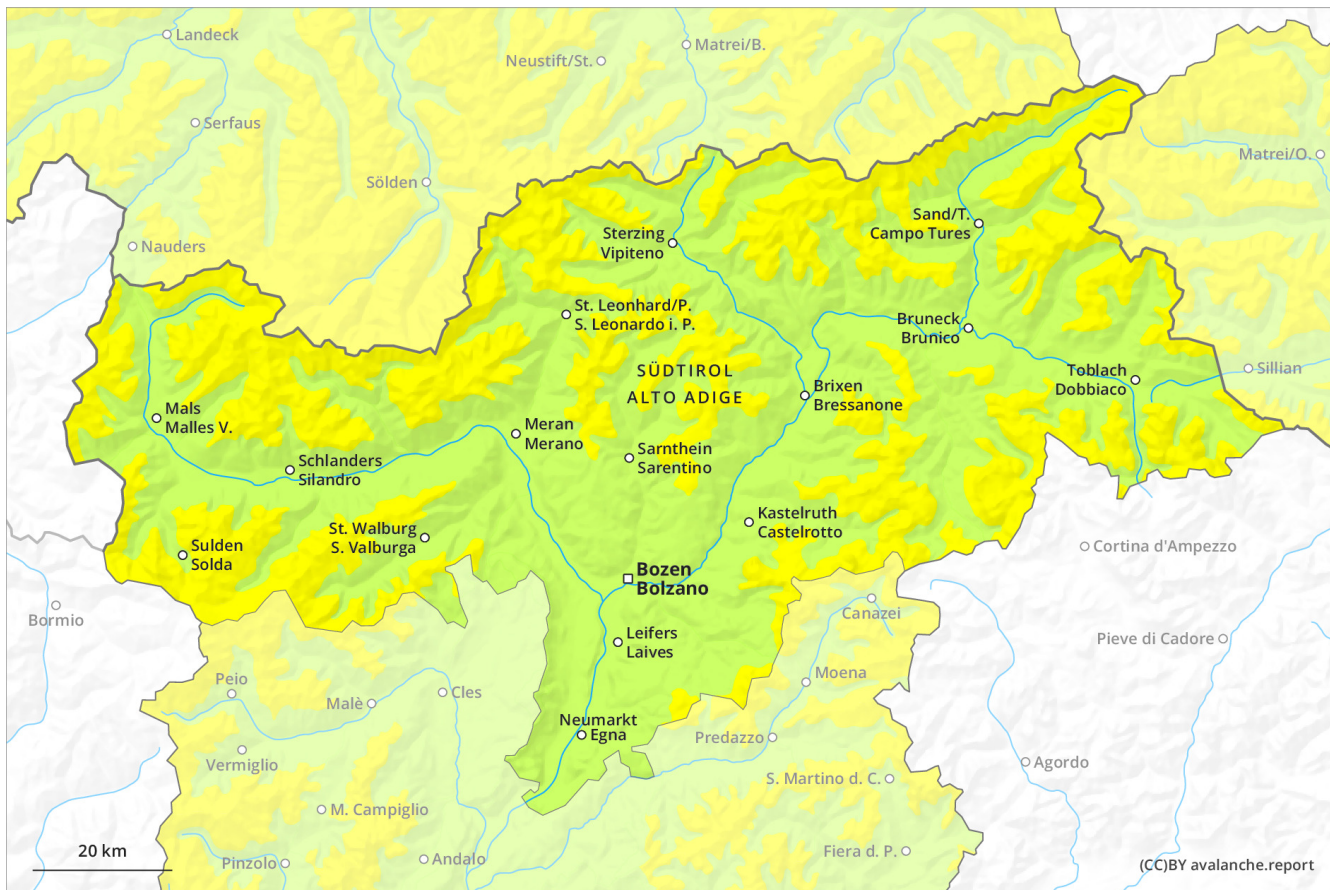 Landeck
Matrei/B.
Neustift/St.
Serfaus
Matrei/O.
Sölden
Sand/T.
Campo Tures
Sterzing
Vipiteno
Nauders
St. Leonhard/P.
S. Leonardo i. P.
Bruneck
Brunico
SÜDTIROL
ALTO ADIGE
Toblach
Dobbiaco
Sillian
Brixen
Bressanone
Mals
Malles V.
Meran
Merano
Schlanders
Silandro
Sarnthein
Sarentino
Kastelruth
Castelrotto
St. Walburg
S. Valburga
Sulden
Solda
Cortina d'Ampezzo
Bozen
Bolzano
Bormio
Canazei
Leifers
Laives
Pieve di Cadore
Peio
Moena
Malè
Cles
Neumarkt
Egna
Predazzo
Vermiglio
Agordo
S. Martino d. C.
M. Campiglio
20 km
Pinzolo
Andalo
Fiera d. P.
(CC)BY avalanche.report